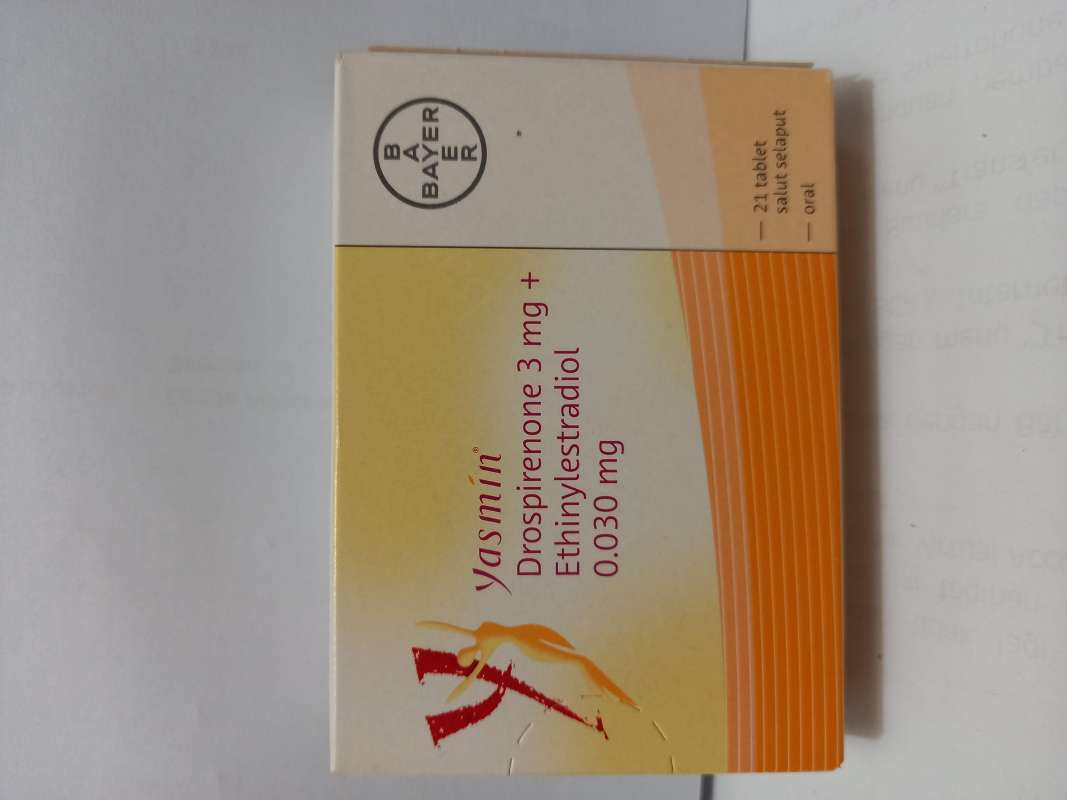 BAYER
BAYER
Yasmin®
Drospirenone 3 mg +
Ethinylestradiol
0.030 mg
— 21 tablet
salut selaput
— oral